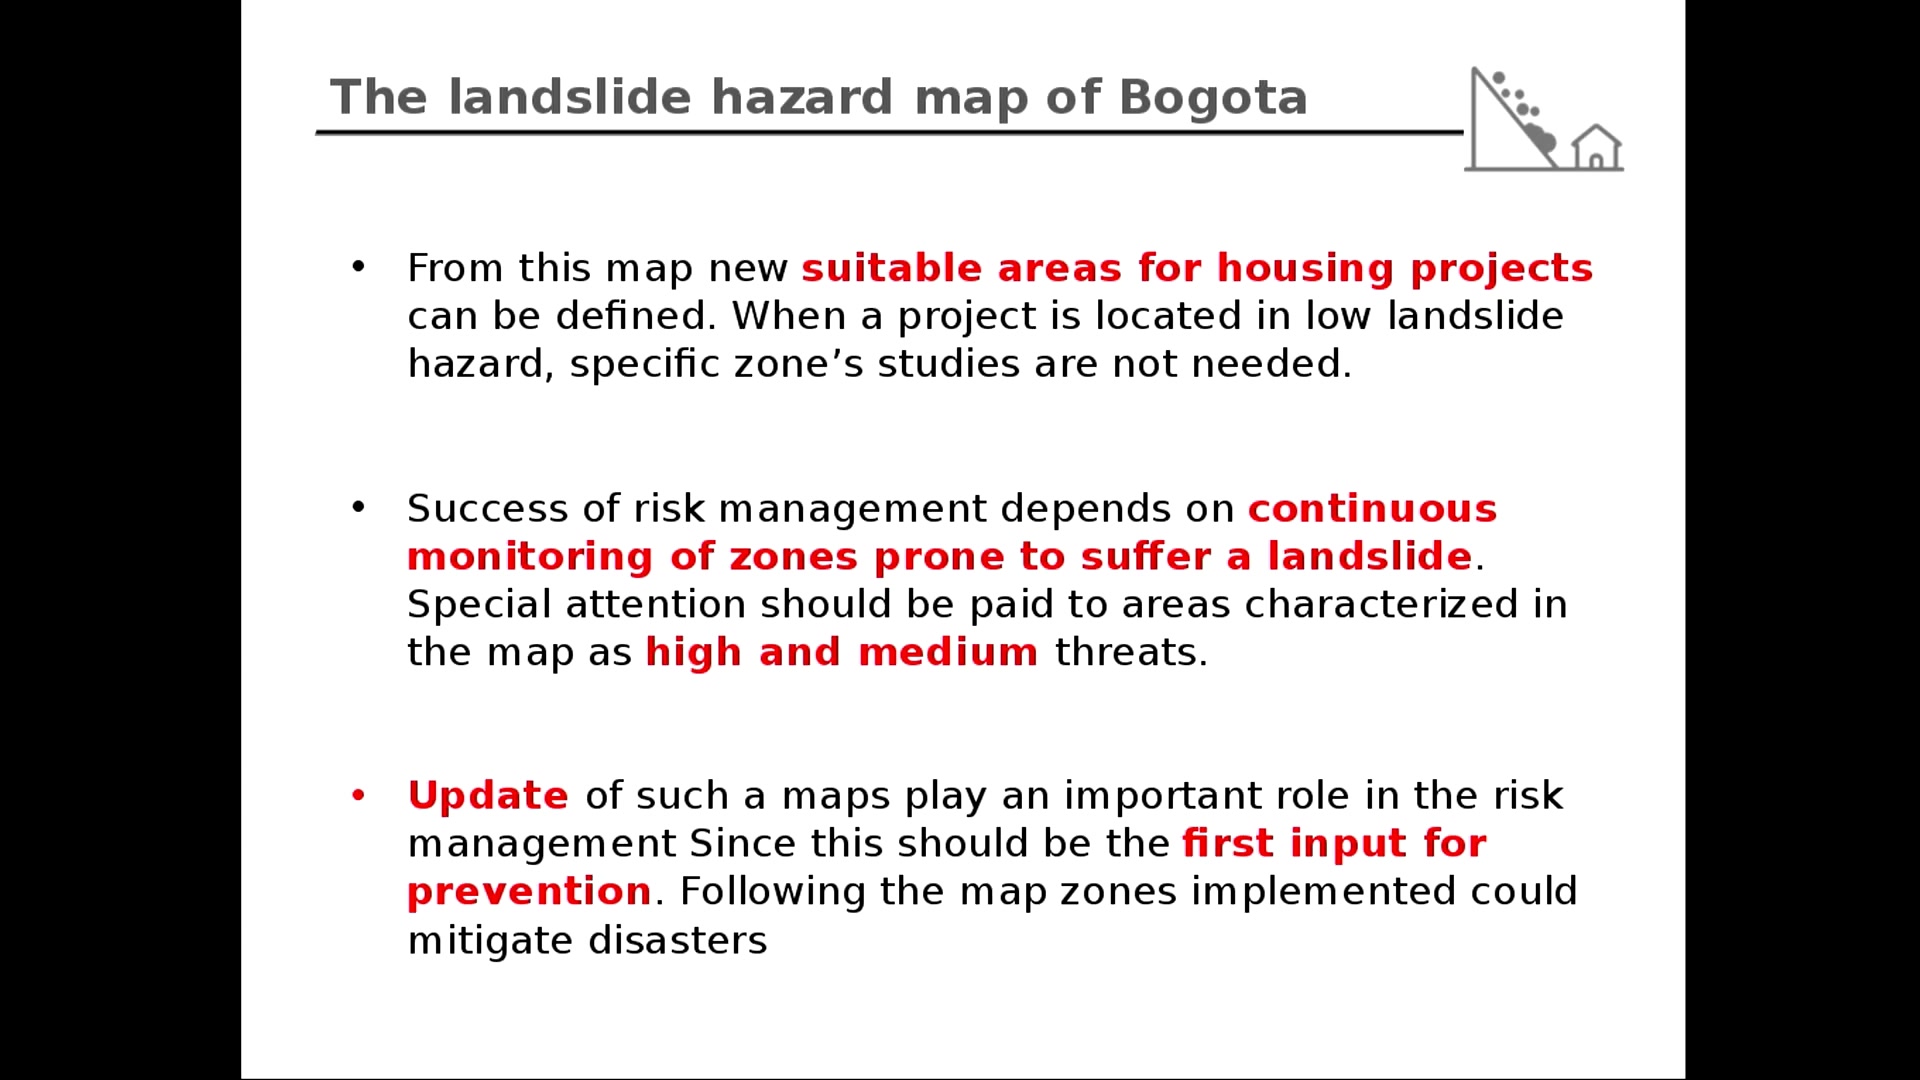 The landslide hazard map of Bogota
• From this map new suitable areas for housing projects
can be defined. When a project is located in low landslide
hazard, specific zone’s studies are not needed.
• Success of risk management depends on continuous
monitoring of zones prone to suffer a landslide.
Special attention should be paid to areas characterized in
the map as high and medium threats.
• Update of such a maps play an important role in the risk
management Since this should be the first input for
prevention. Following the map zones implemented could
mitigate disasters